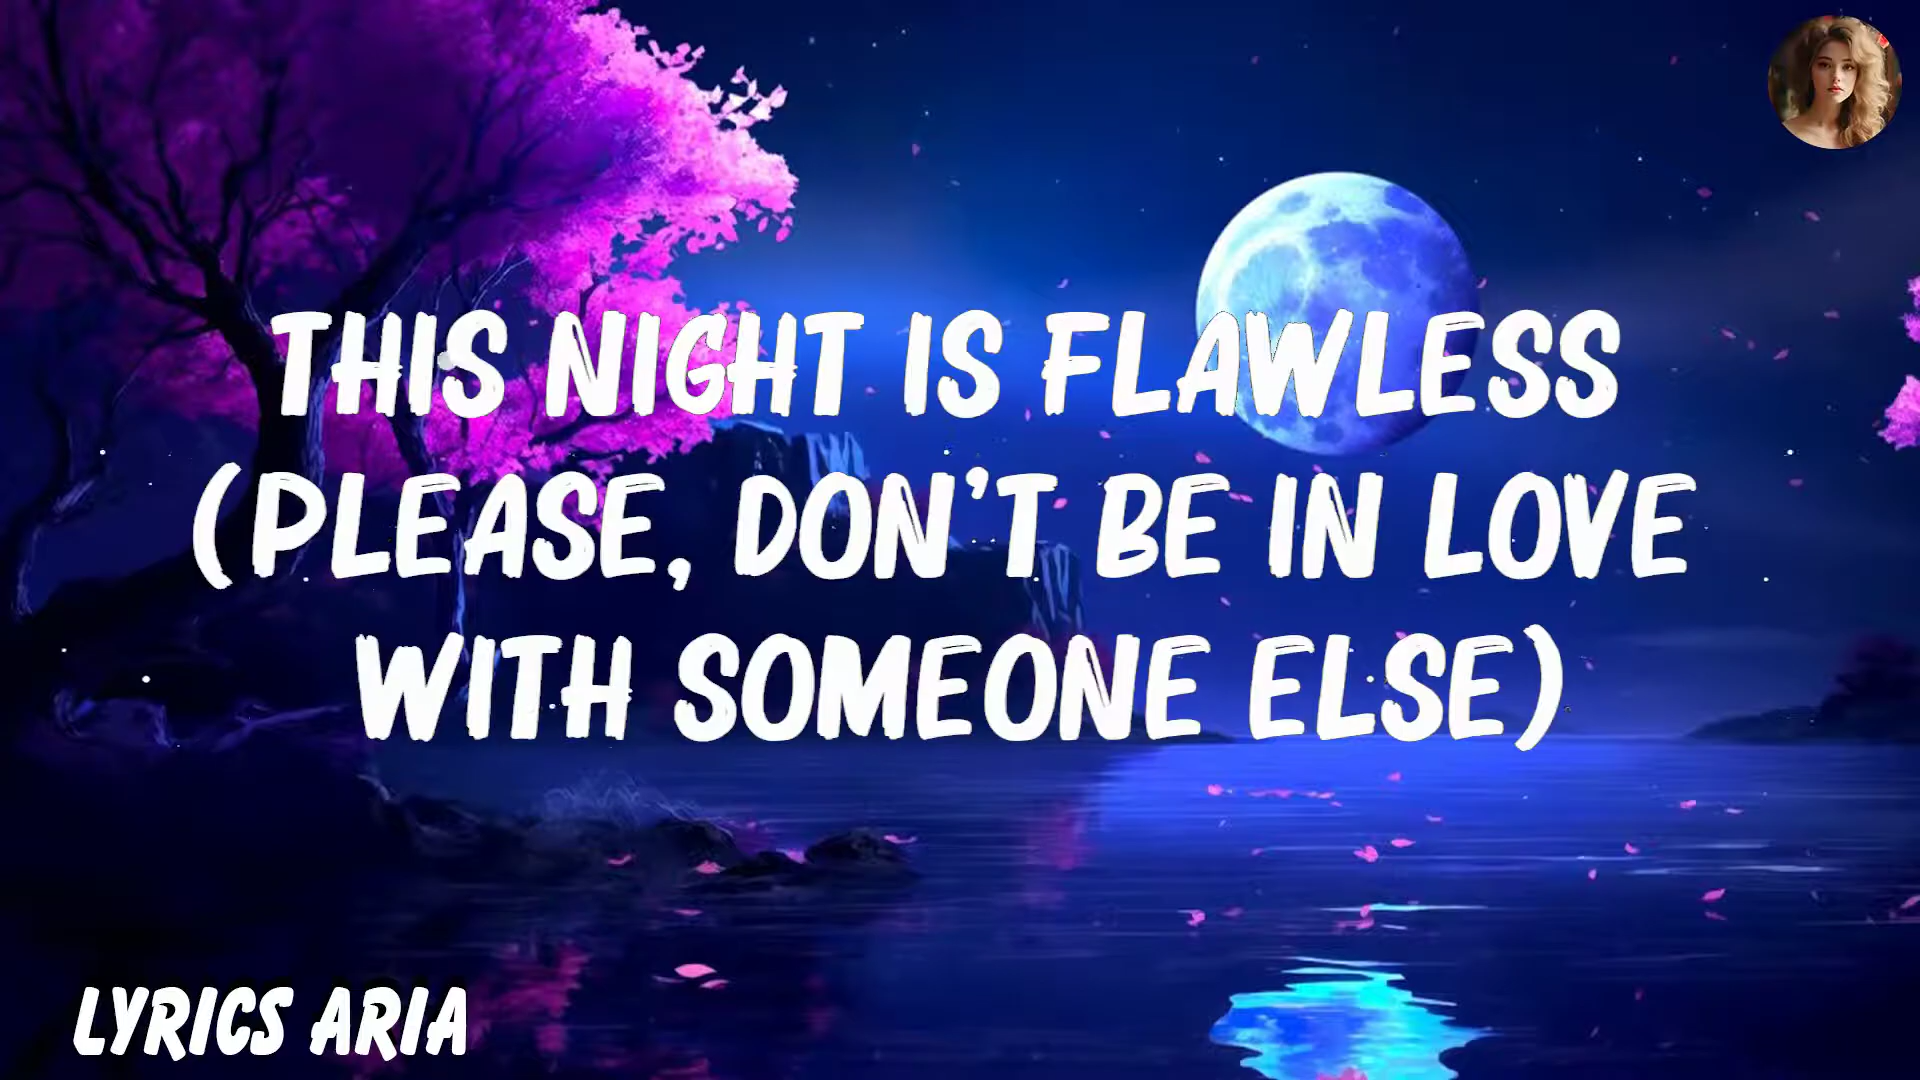 THIS NIGHT IS FLAWLESS
(PLEASE, DON'T BE IN LOVE
WITH SOMEONE ELSE)
LYRICS ARIA